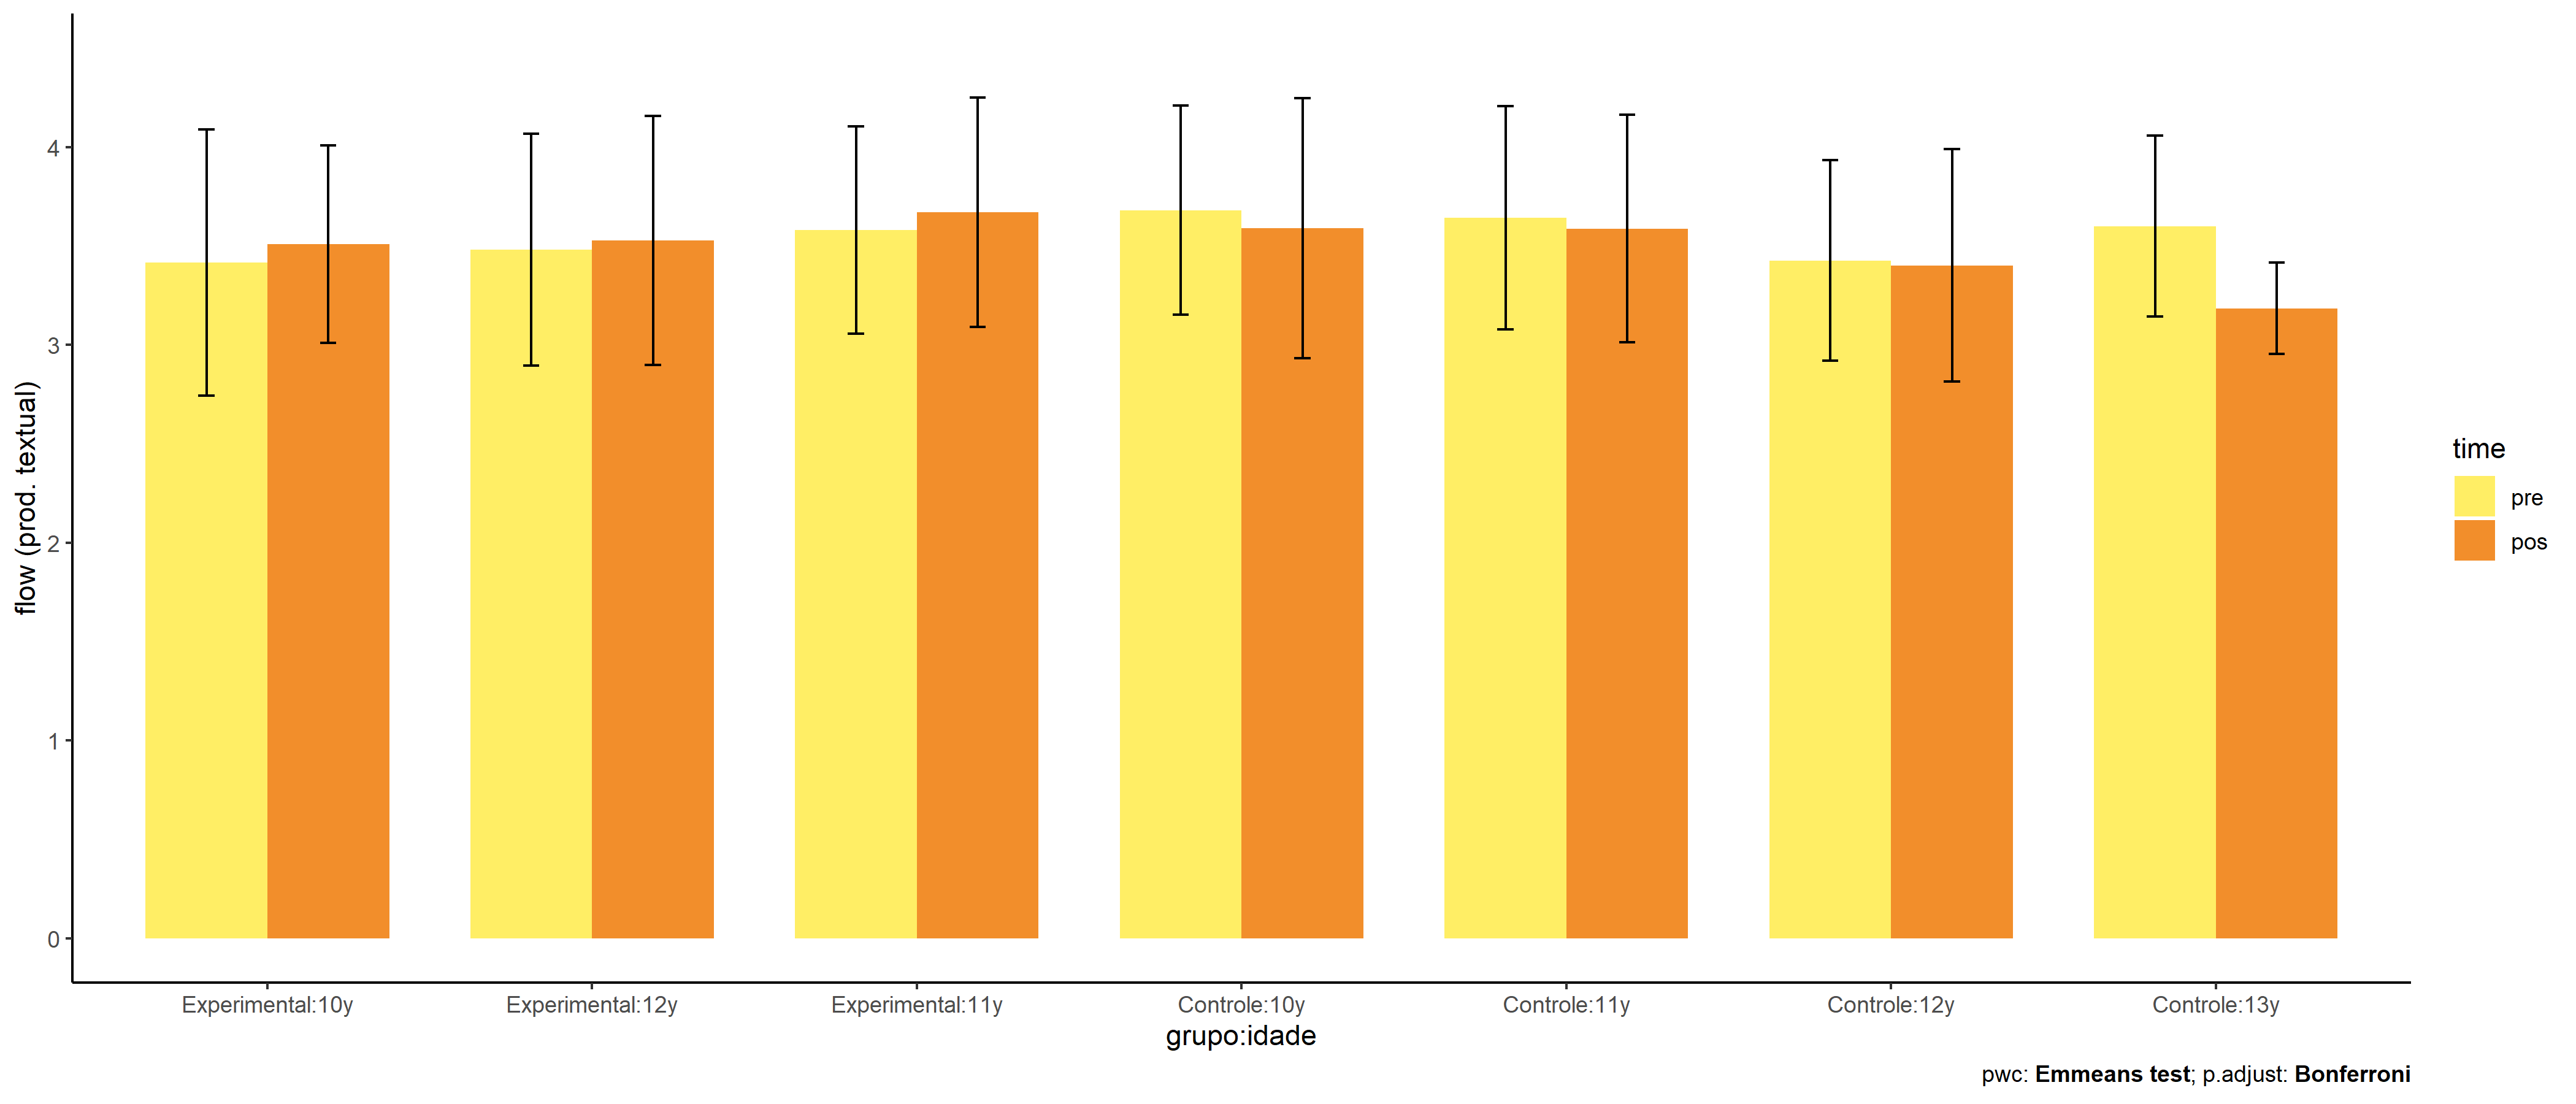 flow (prod. textual)
4
3
2
1
0
Experimental:10y
Experimental:12y
Experimental:11y
Controle:10y
Controle:11y
Controle:12y
Controle:13y
grupo:idade
time
pre
pos
pwc: Emmeans test; p.adjust: Bonferroni